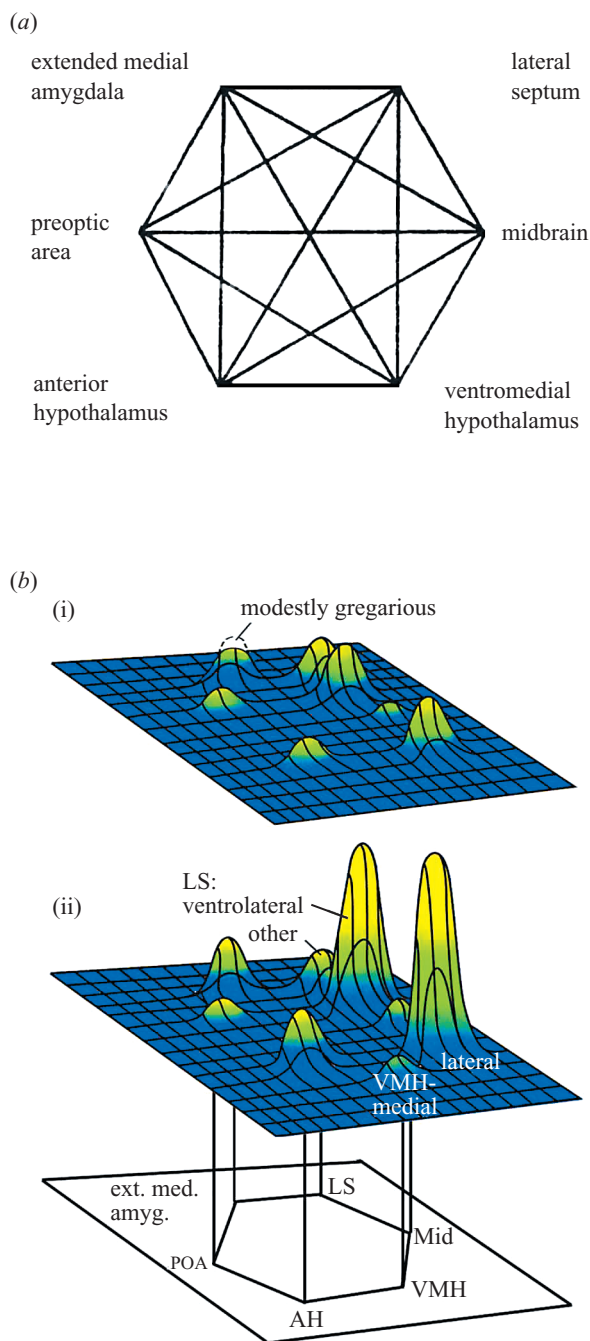 (a)
extended medial
amygdala
lateral
septum
preoptic
area
midbrain
anterior
hypothalamus
ventromedial
hypothalamus
(b)
(i)
modestly gregarious
(ii)
LS:
ventrolateral
other
lateral
VMH-
medial
ext. med.
amyg.
LS
Mid
POA
VMH
AH